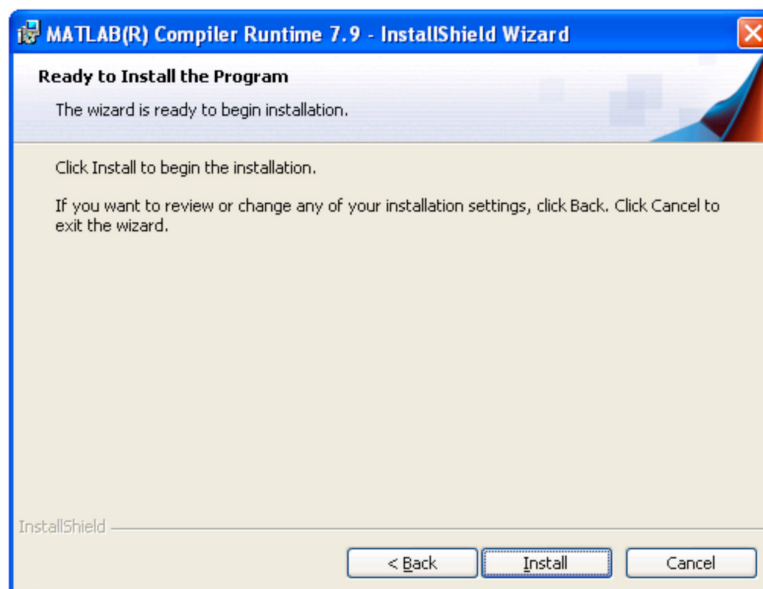 MATLAB(R) Compiler Runtime 7.9 - InstallShield Wizard
Ready to Install the Program
The wizard is ready to begin installation.
Click Install to begin the installation.
If you want to review or change any of your installation settings, click Back. Click Cancel to
exit the wizard.
InstallShield
< Back Install Cancel